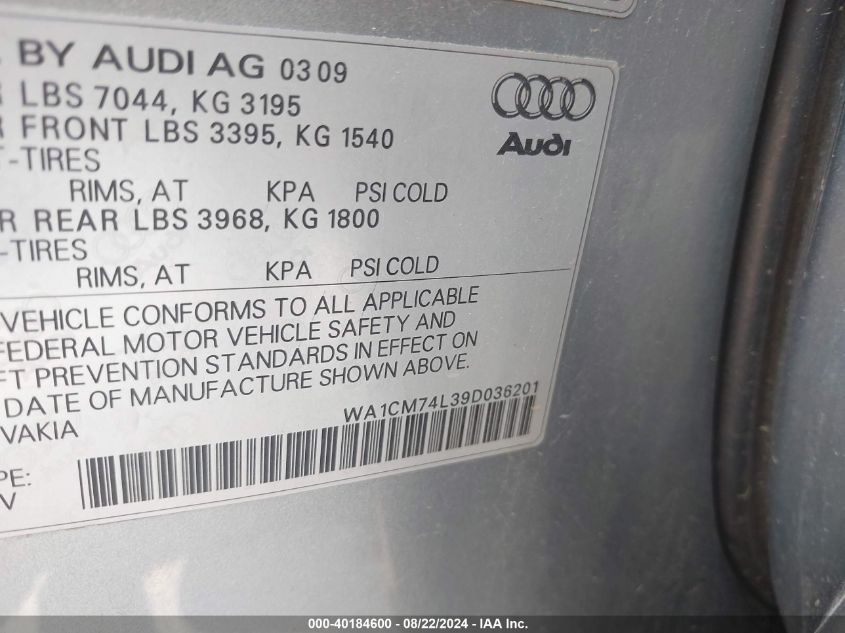 BY AUDI AG 03 09
LBS 7044, KG 3195
FRONT LBS 3395, KG 1540
-TIRES
RIMS, AT KPA PSI COLD
R REAR LBS 3968, KG 1800
-TIRES
RIMS, AT KPA PSI COLD
Audi
VEHICLE CONFORMS TO ALL APPLICABLE
FEDERAL MOTOR VEHICLE SAFETY AND
FT PREVENTION STANDARDS IN EFFECT ON
DATE OF MANUFACTURE SHOWN ABOVE.
VAKIA
WA1CM74L39D036201
PE:
V
000-40184600 - 08/22/2024 - IAA Inc.